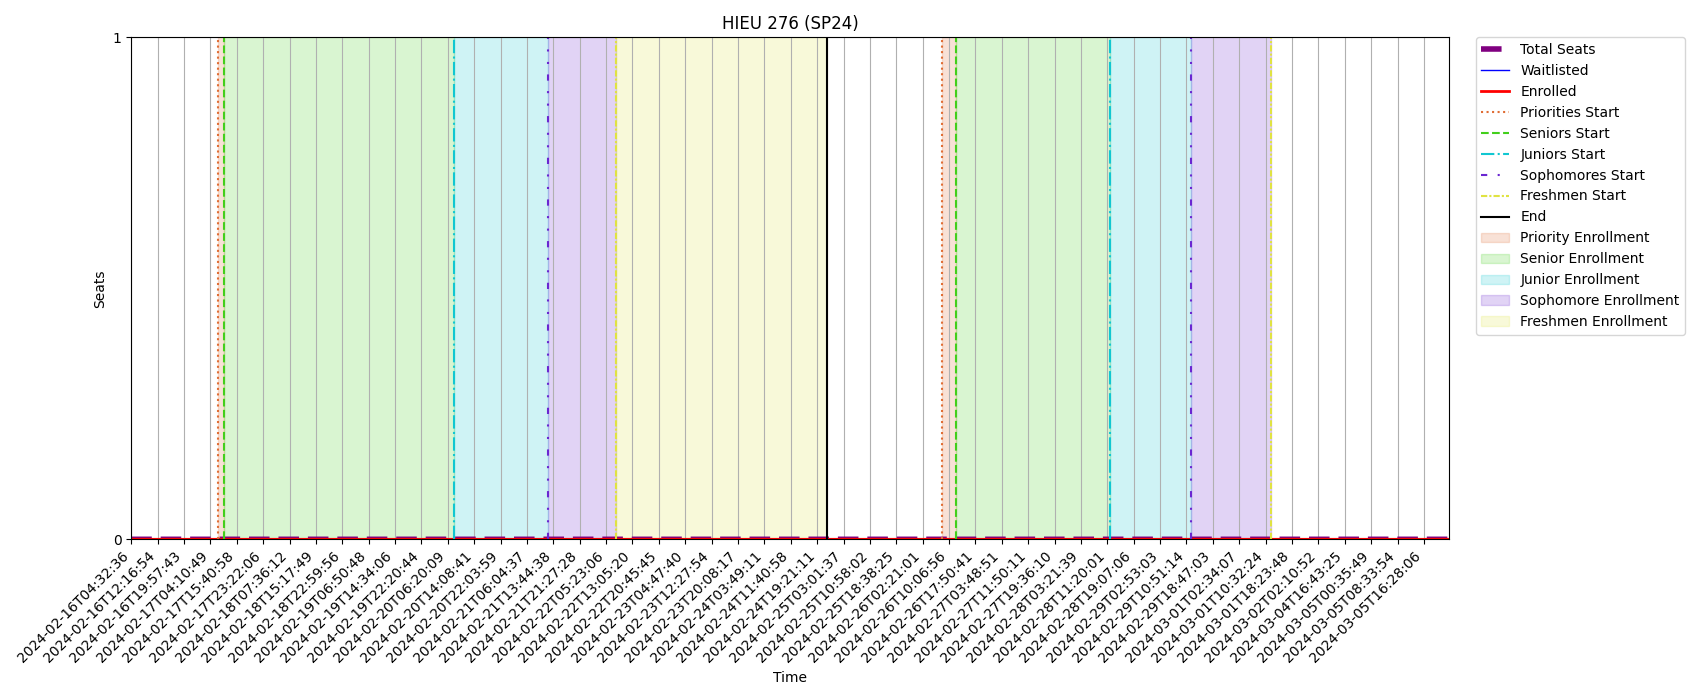 HIEU 276 (SP24)
1
0
Seats
Time
2024-02-16T04:32:36
2024-02-16T12:16:54
2024-02-16T19:57:43
2024-02-17T04:10:49
2024-02-17T15:40:58
2024-02-17T23:22:06
2024-02-18T07:36:12
2024-02-18T15:17:49
2024-02-18T22:59:56
2024-02-19T06:50:48
2024-02-19T14:34:06
2024-02-19T22:20:44
2024-02-20T06:20:09
2024-02-20T14:08:41
2024-02-20T22:03:59
2024-02-21T06:04:37
2024-02-21T13:44:38
2024-02-21T21:27:28
2024-02-22T05:23:06
2024-02-22T13:05:20
2024-02-22T20:45:45
2024-02-23T04:47:40
2024-02-23T12:27:54
2024-02-23T20:08:17
2024-02-24T03:49:11
2024-02-24T11:40:58
2024-02-24T19:21:11
2024-02-25T03:01:37
2024-02-25T10:58:02
2024-02-25T18:38:25
2024-02-26T02:21:01
2024-02-26T10:06:56
2024-02-26T17:50:41
2024-02-27T03:48:51
2024-02-27T11:50:11
2024-02-27T19:36:10
2024-02-28T03:21:39
2024-02-28T11:20:01
2024-02-28T19:07:06
2024-02-29T02:53:03
2024-02-29T10:51:14
2024-02-29T18:47:03
2024-03-01T02:34:07
2024-03-01T10:32:24
2024-03-01T18:23:48
2024-03-02T02:10:52
2024-03-04T16:43:25
2024-03-05T00:35:49
2024-03-05T08:33:54
2024-03-05T16:28:06
Total Seats
Waitlisted
Enrolled
Priorities Start
Seniors Start
Juniors Start
Sophomores Start
Freshmen Start
End
Priority Enrollment
Senior Enrollment
Junior Enrollment
Sophomore Enrollment
Freshmen Enrollment